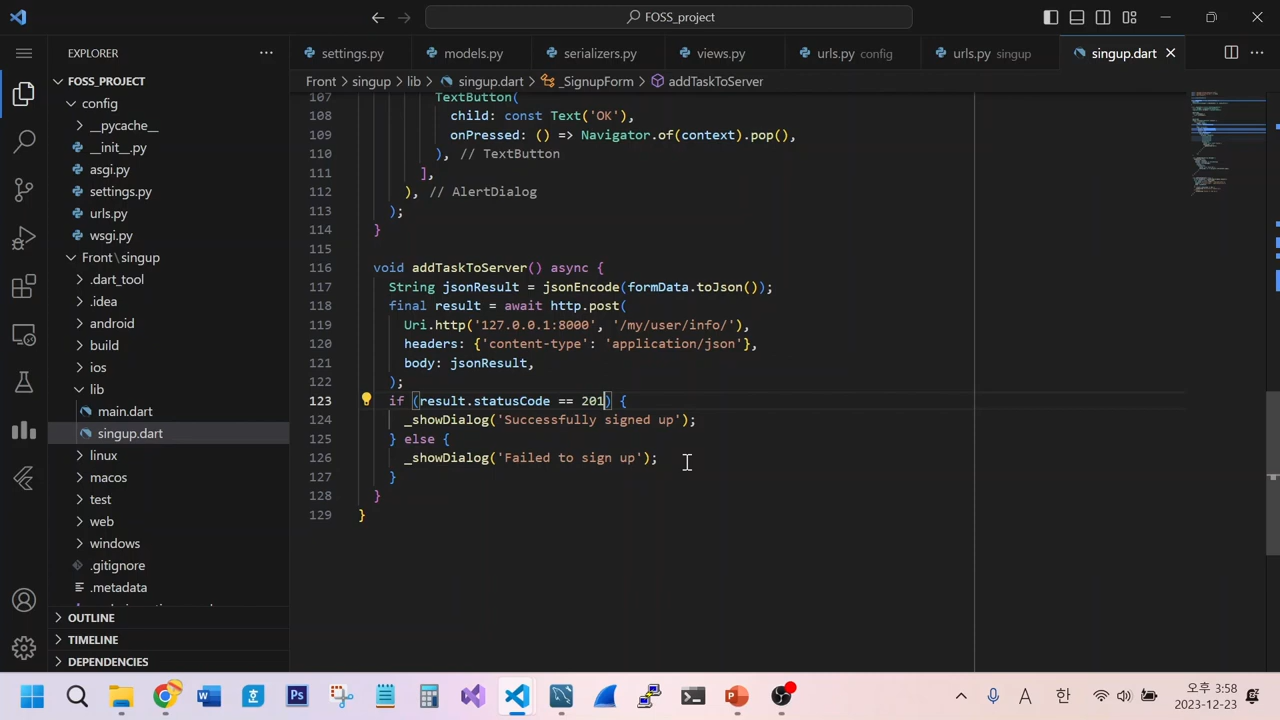 FOSS_project
EXPLORER
settings.py
models.py
serializers.py
views.py
urls.py config
urls.py singup
singup.dart
FOSS_PROJECT
Front > singup > lib > singup.dart > _SignupForm > addTaskToServer
config
__pycache__
__init__.py
asgi.py
settings.py
urls.py
wsgi.py
Front\singup
.dart_tool
.idea
android
build
ios
lib
main.dart
singup.dart
linux
macos
test
web
windows
.gitignore
.metadata
OUTLINE
TIMELINE
DEPENDENCIES
107 TextButton(
108 child: const Text('OK'),
109 onPressed: () => Navigator.of(context).pop(),
110 ), // TextButton
111 ],
112 ), // AlertDialog
113 );
114 }
115
116 void addTaskToServer() async {
117 String jsonResult = jsonEncode(formData.toJson());
118 final result = await http.post(
119 Uri.http('127.0.0.1:8000', '/my/user/info/'),
120 headers: {'content-type': 'application/json'},
121 body: jsonResult,
122 );
123 if (result.statusCode == 201) {
124 _showDialog('Successfully signed up');
125 } else {
126 _showDialog('Failed to sign up');
127 }
128 }
129 }
A 한 오후 3:58
2023-12-23